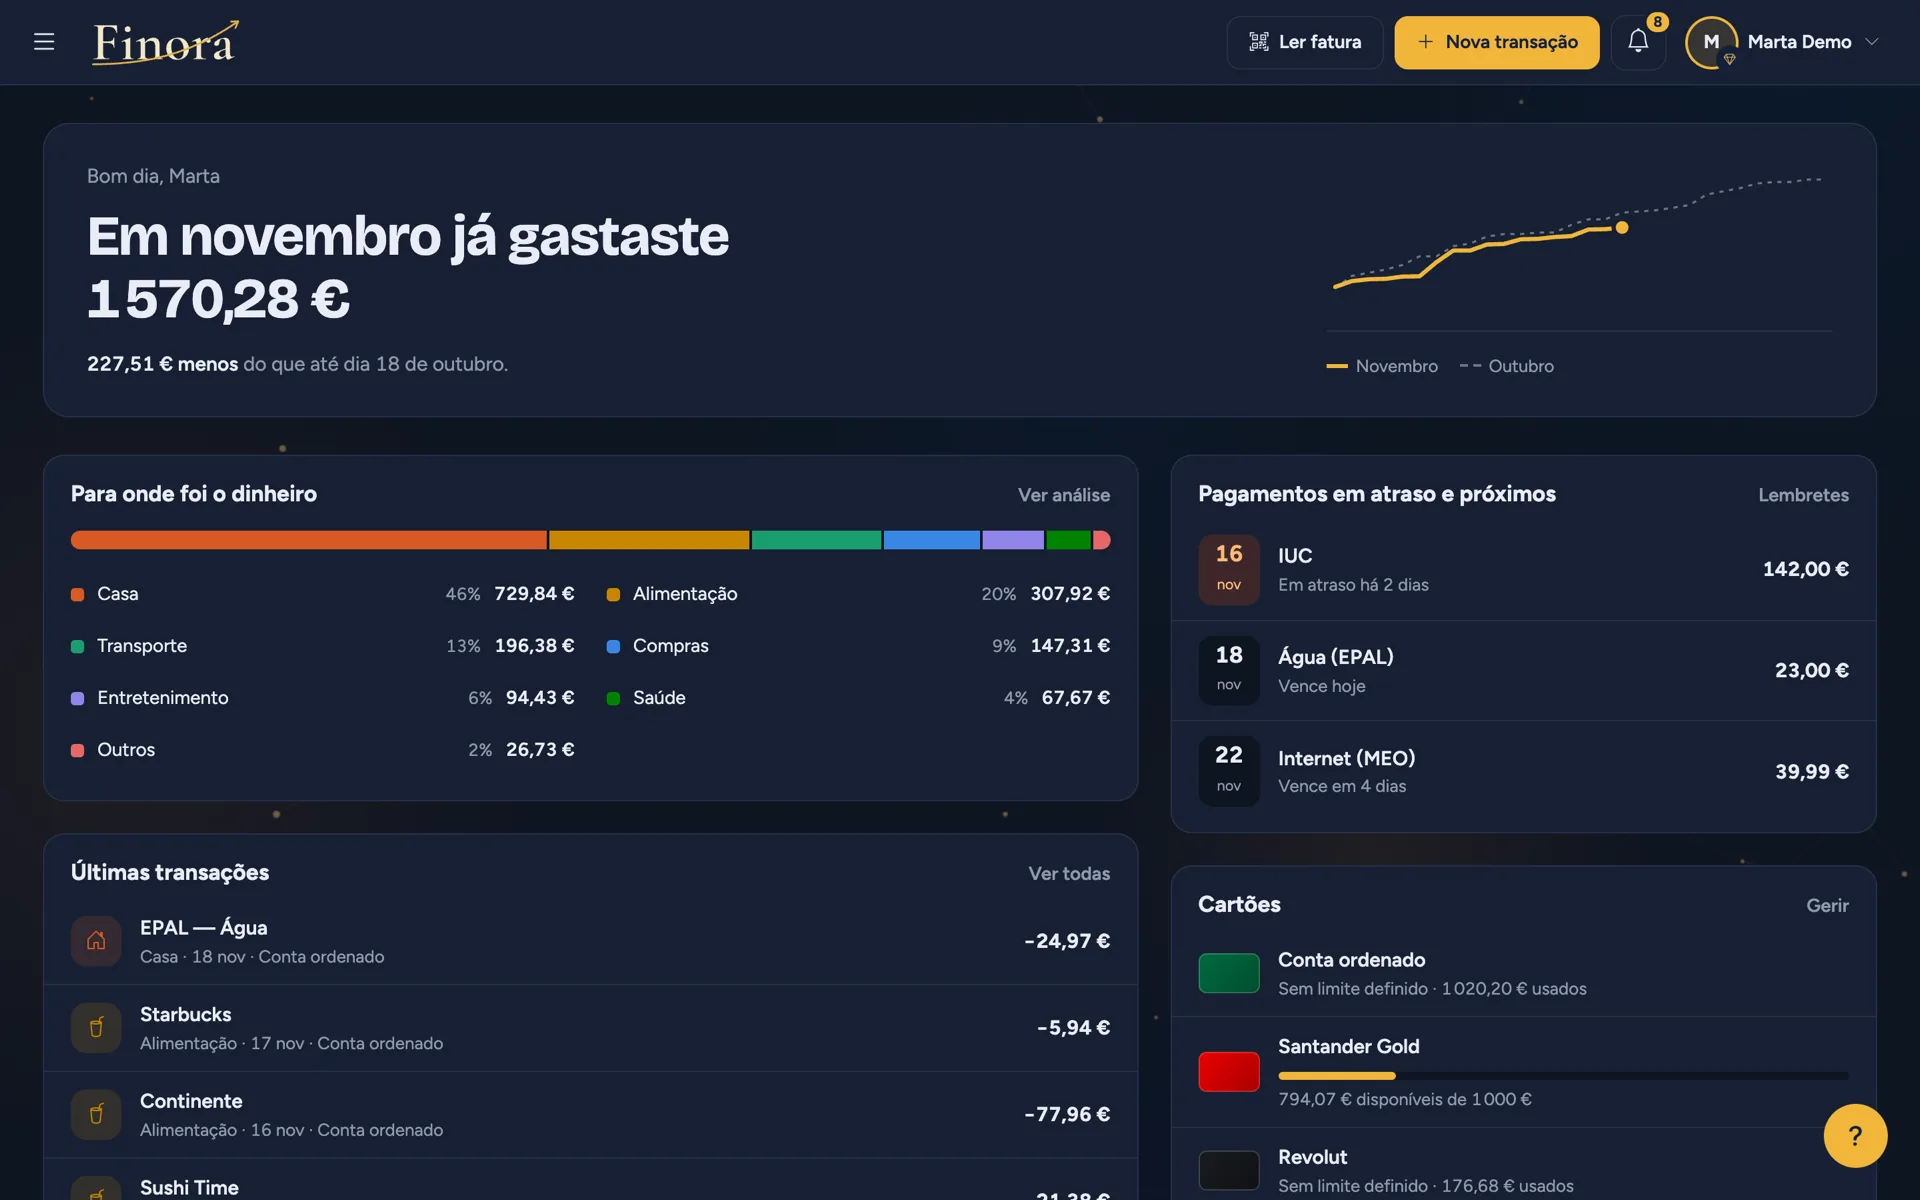 Finora
Ler fatura
Nova transação
8
M
Marta Demo
Bom dia, Marta
Em novembro já gastaste
1 570,28 €
227,51 € menos do que até dia 18 de outubro.
Novembro
Outubro
Para onde foi o dinheiro
Ver análise
Casa 46% 729,84 €
Alimentação 20% 307,92 €
Transporte 13% 196,38 €
Compras 9% 147,31 €
Entretenimento 6% 94,43 €
Saúde 4% 67,67 €
Outros 2% 26,73 €
Pagamentos em atraso e próximos
Lembretes
16 nov
IUC
Em atraso há 2 dias
142,00 €
18 nov
Água (EPAL)
Vence hoje
23,00 €
22 nov
Internet (MEO)
Vence em 4 dias
39,99 €
Últimas transações
Ver todas
EPAL — Água
Casa · 18 nov · Conta ordenado
-24,97 €
Starbucks
Alimentação · 17 nov · Conta ordenado
-5,94 €
Continente
Alimentação · 16 nov · Conta ordenado
-77,96 €
Sushi Time
Cartões
Gerir
Conta ordenado
Sem limite definido · 1 020,20 € usados
Santander Gold
794,07 € disponíveis de 1 000 €
Revolut
Sem limite definido · 176,68 € usados
?